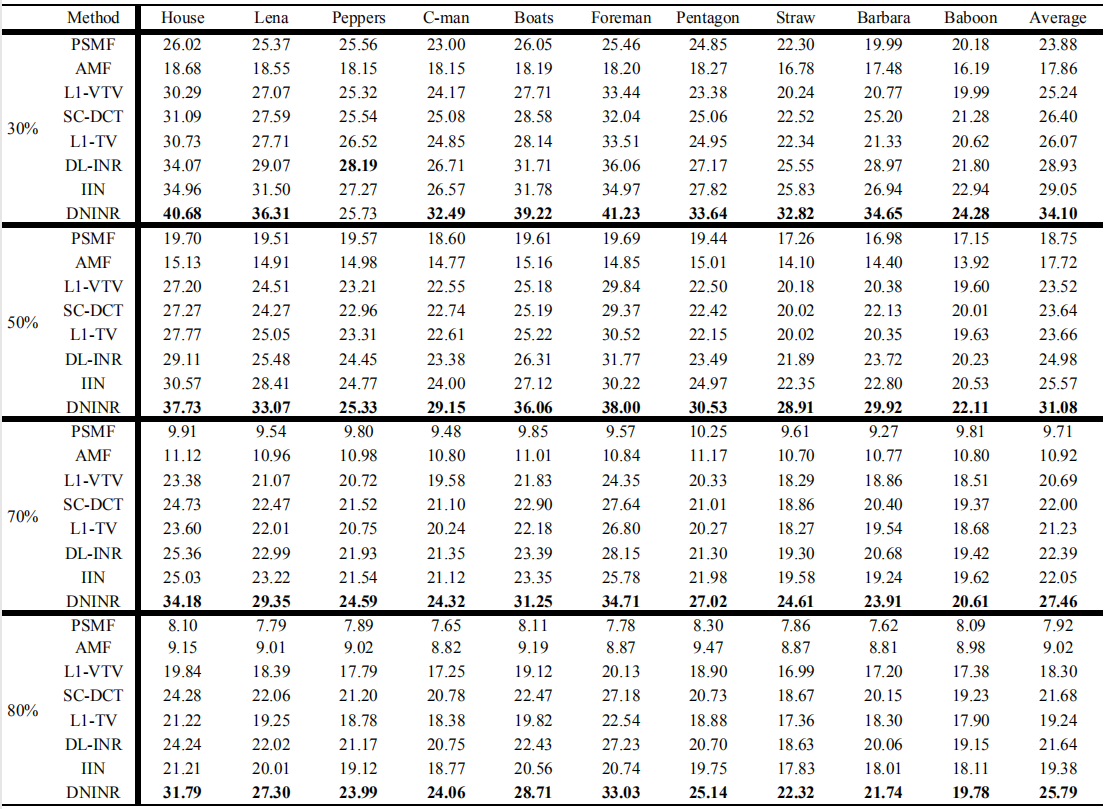 Method House Lena Peppers C-man Boats Foreman Pentagon Straw Barbara Baboon Average
PSMF 26.02 25.37 25.56 23.00 26.05 25.46 24.85 22.30 19.99 20.18 23.88
AMF 18.68 18.55 18.15 18.15 18.19 18.20 18.27 16.78 17.48 16.19 17.86
L1-VTV 30.29 27.07 25.32 24.17 27.71 33.44 23.38 20.24 20.77 19.99 25.24
SC-DCT 31.09 27.59 25.54 25.08 28.58 32.04 25.06 22.52 25.20 21.28 26.40
30%
L1-TV 30.73 27.71 26.52 24.85 28.14 33.51 24.95 22.34 21.33 20.62 26.07
DL-INR 34.07 29.07 28.19 26.71 31.71 36.06 27.17 25.55 28.97 21.80 28.93
IIN 34.96 31.50 27.27 26.57 31.78 34.97 27.82 25.83 26.94 22.94 29.05
DNINR 40.68 36.31 25.73 32.49 39.22 41.23 33.64 32.82 34.65 24.28 34.10
PSMF 19.70 19.51 19.57 18.60 19.61 19.69 19.44 17.26 16.98 17.15 18.75
AMF 15.13 14.91 14.98 14.77 15.16 14.85 15.01 14.10 14.40 13.92 17.72
L1-VTV 27.20 24.51 23.21 22.55 25.18 29.84 22.50 20.18 20.38 19.60 23.52
SC-DCT 27.27 24.27 22.96 22.74 25.19 29.37 22.42 20.02 22.13 20.01 23.64
50%
L1-TV 27.77 25.05 23.31 22.61 25.22 30.52 22.15 20.02 20.35 19.63 23.66
DL-INR 29.11 25.48 24.45 23.38 26.31 31.77 23.49 21.89 23.72 20.23 24.98
IIN 30.57 28.41 24.77 24.00 27.12 30.22 24.97 22.35 22.80 20.53 25.57
DNINR 37.73 33.07 25.33 29.15 36.06 38.00 30.53 28.91 29.92 22.11 31.08
PSMF 9.91 9.54 9.80 9.48 9.85 9.57 10.25 9.61 9.27 9.81 9.71
AMF 11.12 10.96 10.98 10.80 11.01 10.84 11.17 10.70 10.77 10.80 10.92
L1-VTV 23.38 21.07 20.72 19.58 21.83 24.35 20.33 18.29 18.86 18.51 20.69
SC-DCT 24.73 22.47 21.52 21.10 22.90 27.64 21.01 18.86 20.40 19.37 22.00
70%
L1-TV 23.60 22.01 20.75 20.24 22.18 26.80 20.27 18.27 19.54 18.68 21.23
DL-INR 25.36 22.99 21.93 21.35 23.39 28.15 21.30 19.30 20.68 19.42 22.39
IIN 25.03 23.22 21.54 21.12 23.35 25.78 21.98 19.58 19.24 19.62 22.05
DNINR 34.18 29.35 24.59 24.32 31.25 34.71 27.02 24.61 23.91 20.61 27.46
PSMF 8.10 7.79 7.89 7.65 8.11 7.78 8.30 7.86 7.62 8.09 7.92
AMF 9.15 9.01 9.02 8.82 9.19 8.87 9.47 8.87 8.81 8.98 9.02
L1-VTV 19.84 18.39 17.79 17.25 19.12 20.13 18.90 16.99 17.20 17.38 18.30
SC-DCT 24.28 22.06 21.20 20.78 22.47 27.18 20.73 18.67 20.15 19.23 21.68
80%
L1-TV 21.22 19.25 18.78 18.38 19.82 22.54 18.88 17.36 18.30 17.90 19.24
DL-INR 24.24 22.02 21.17 20.75 22.43 27.23 20.70 18.63 20.06 19.15 21.64
IIN 21.21 20.01 19.12 18.77 20.56 20.74 19.75 17.83 18.01 18.11 19.38
DNINR 31.79 27.30 23.99 24.06 28.71 33.03 25.14 22.32 21.74 19.78 25.79